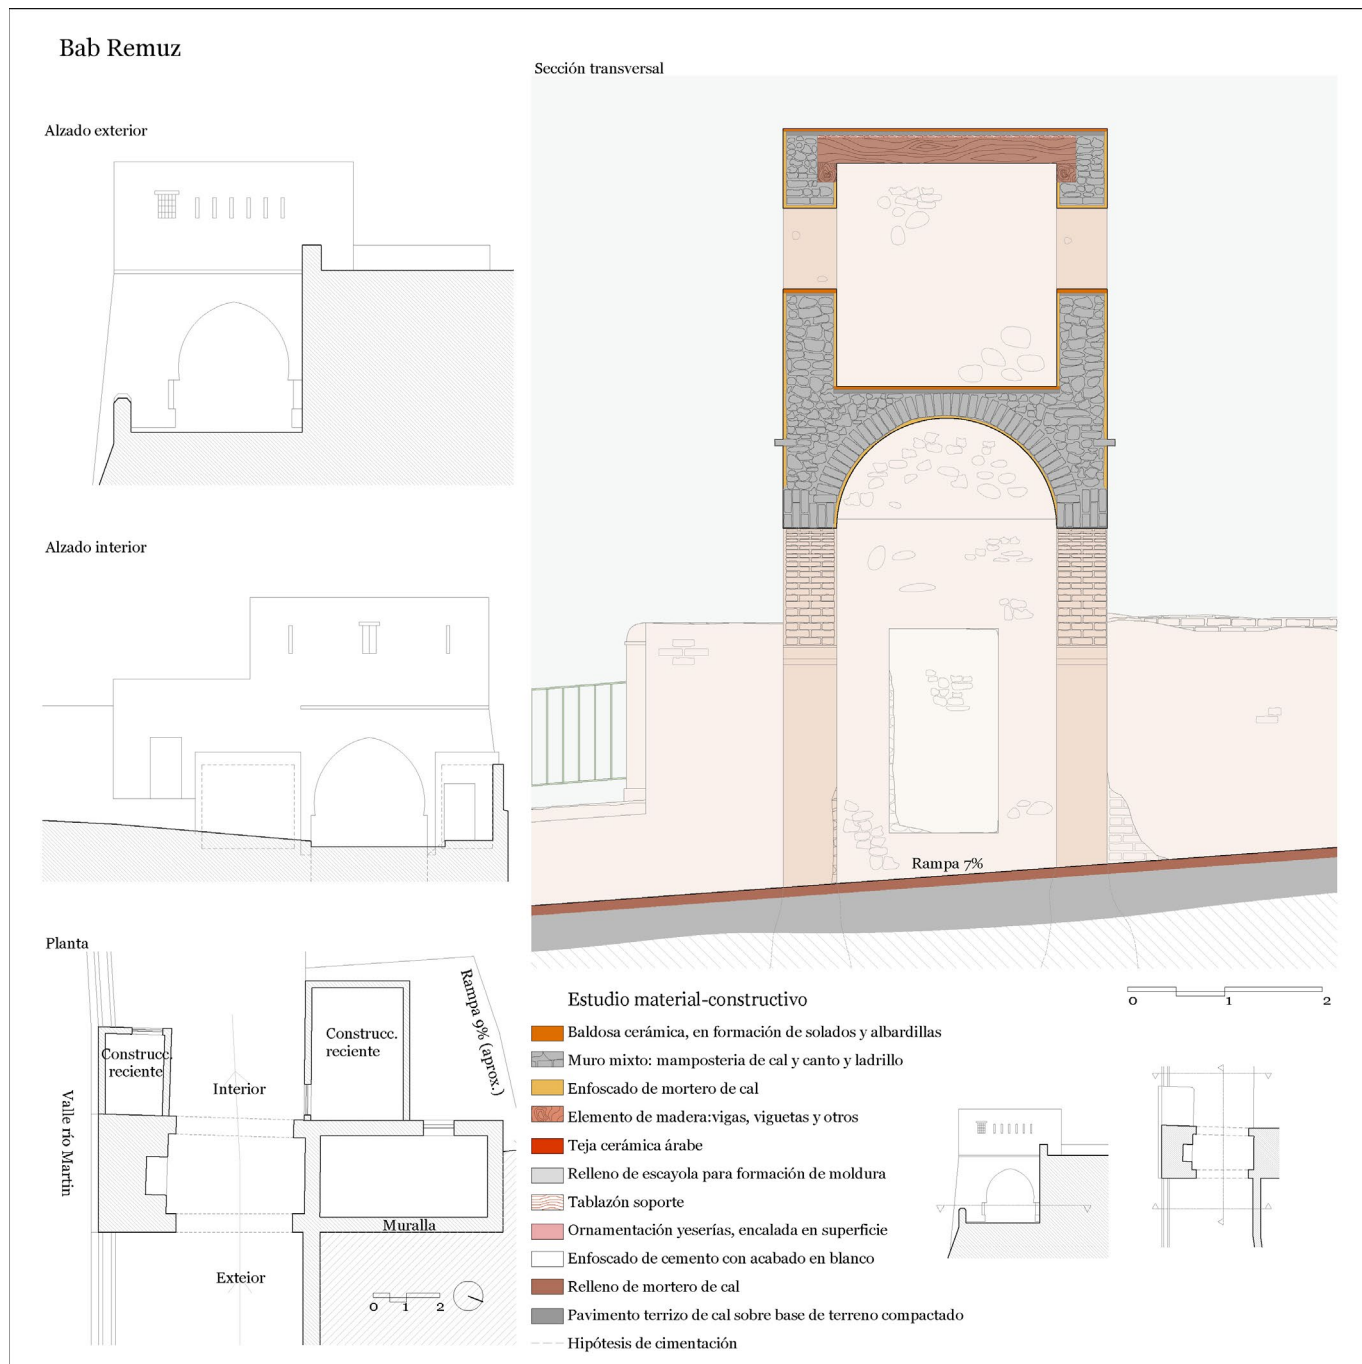 Bab Remuz
Sección transversal
Alzado exterior
Alzado interior
Rampa 7%
Planta
Rampa 9% (aprox.)
Construcc.
reciente
Construcc.
reciente
Interior
Valle río Martin
Muralla
Exteior
0 1 2
0 1 2
Estudio material-constructivo
Baldosa cerámica, en formación de solados y albardillas
Muro mixto: mamposteria de cal y canto y ladrillo
Enfoscado de mortero de cal
Elemento de madera:vigas, viguetas y otros
Teja cerámica árabe
Relleno de escayola para formación de moldura
Tablazón soporte
Ornamentación yeserías, encalada en superficie
Enfoscado de cemento con acabado en blanco
Relleno de mortero de cal
Pavimento terrizo de cal sobre base de terreno compactado
Hipótesis de cimentación